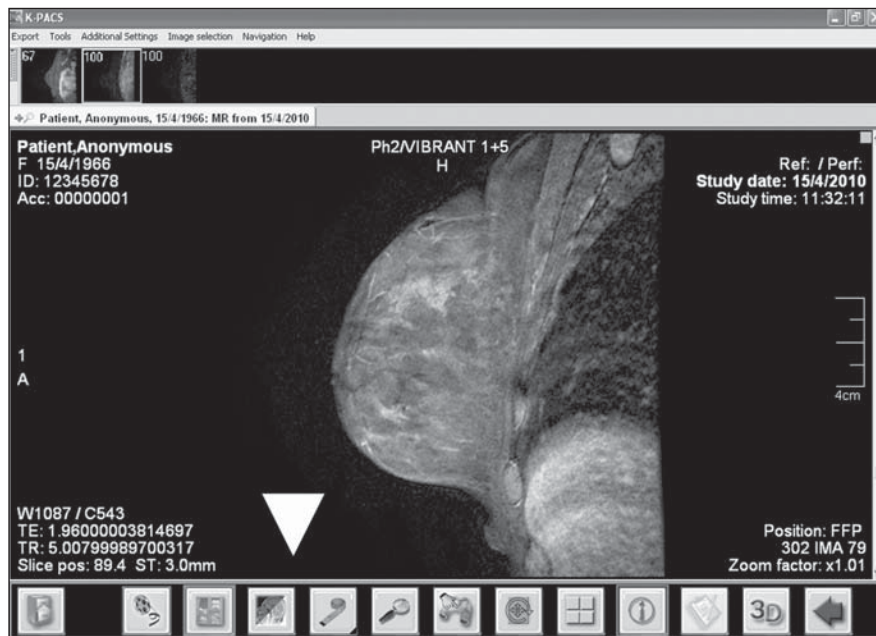 K-PACS
Export Tools Additional Settings Image selection Navigation Help
67 100 100
Patient, Anonymous, 15/4/1966: MR from 15/4/2010
Patient,Anonymous
F 15/4/1966
ID: 12345678
Acc: 00000001
Ph2/VIBRANT 1+5
H
Ref: / Perf:
Study date: 15/4/2010
Study time: 11:32:11
1
A
4cm
W1087 / C543
TE: 1.96000003814697
TR: 5.00799989700317
Slice pos: 89.4 ST: 3.0mm
Position: FFP
302 IMA 79
Zoom factor: x1.01
3D